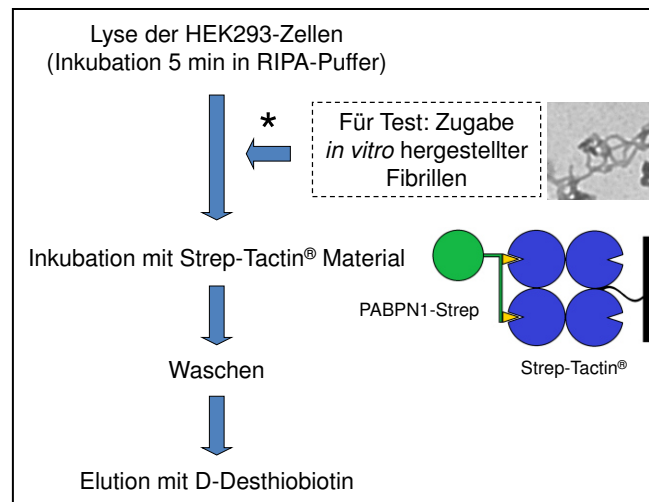 Lyse der HEK293-Zellen
(Inkubation 5 min in RIPA-Puffer)
*
Für Test: Zugabe
in vitro hergestellter
Fibrillen
Inkubation mit Strep-Tactin® Material
PABPN1-Strep
Strep-Tactin®
Waschen
Elution mit D-Desthiobiotin